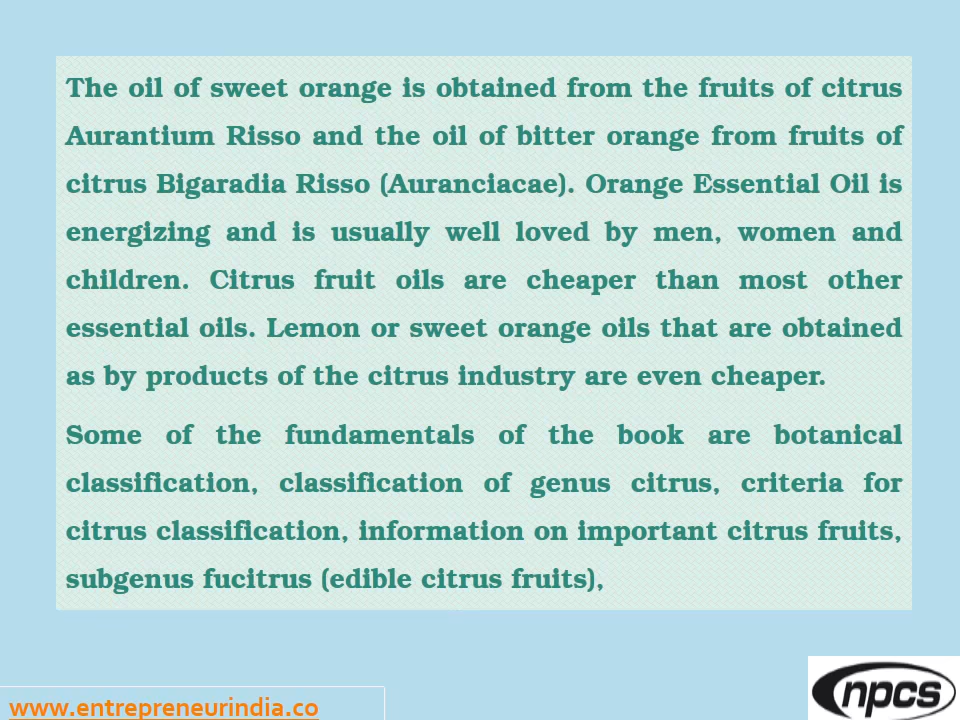 The oil of sweet orange is obtained from the fruits of citrus
Aurantium Risso and the oil of bitter orange from fruits of
citrus Bigaradia Risso (Auranciacae). Orange Essential Oil is
energizing and is usually well loved by men, women and
children. Citrus fruit oils are cheaper than most other
essential oils. Lemon or sweet orange oils that are obtained
as by products of the citrus industry are even cheaper.
Some of the fundamentals of the book are botanical
classification, classification of genus citrus, criteria for
citrus classification, information on important citrus fruits,
subgenus fucitrus (edible citrus fruits),
www.entrepreneurindia.co
npcs